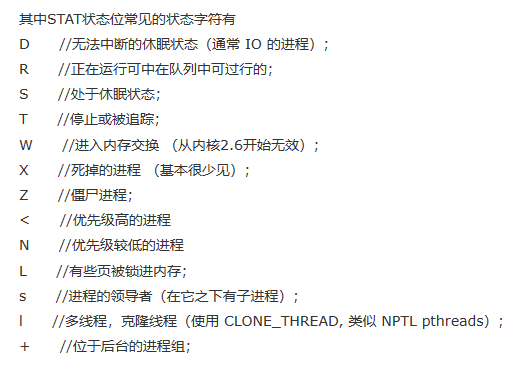 其中STAT状态位常见的状态字符有
D //无法中断的休眠状态（通常 IO 的进程）；
R //正在运行可中在队列中可过行的；
S //处于休眠状态；
T //停止或被追踪；
W //进入内存交换 （从内核2.6开始无效）；
X //死掉的进程 （基本很少见）；
Z //僵尸进程；
< //优先级高的进程
N //优先级较低的进程
L //有些页被锁进内存；
s //进程的领导者（在它之下有子进程）；
l //多线程，克隆线程（使用 CLONE_THREAD, 类似 NPTL pthreads）；
+ //位于后台的进程组；